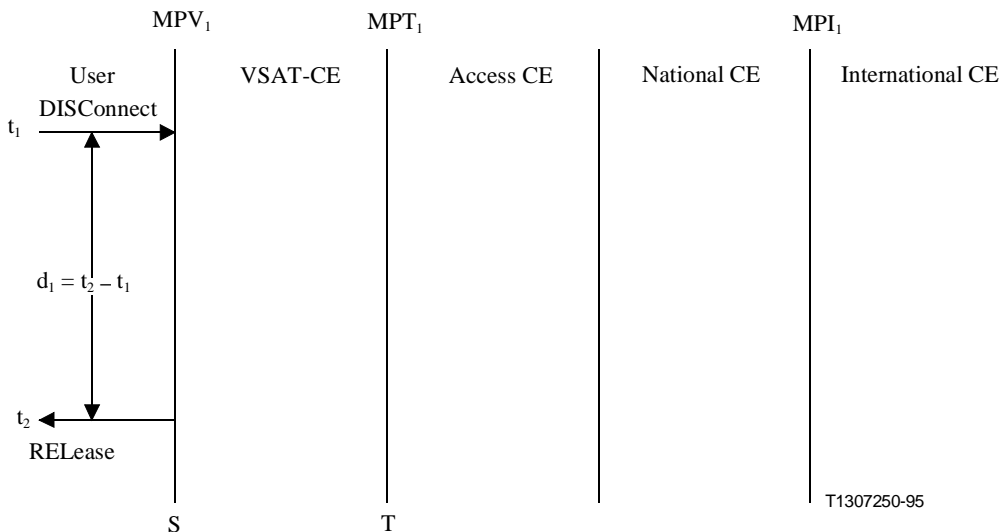 MPV₁ MPT₁ MPI₁
User VSAT-CE Access CE National CE International CE
DISConnect
t₁
d₁ = t₂ – t₁
t₂
RELease
T1307250-95
S T